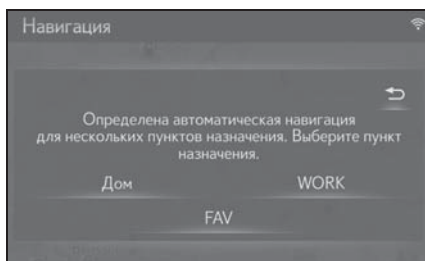 Навигация
Определена автоматическая навигация
для нескольких пунктов назначения. Выберите пункт
назначения.
Дом WORK
FAV